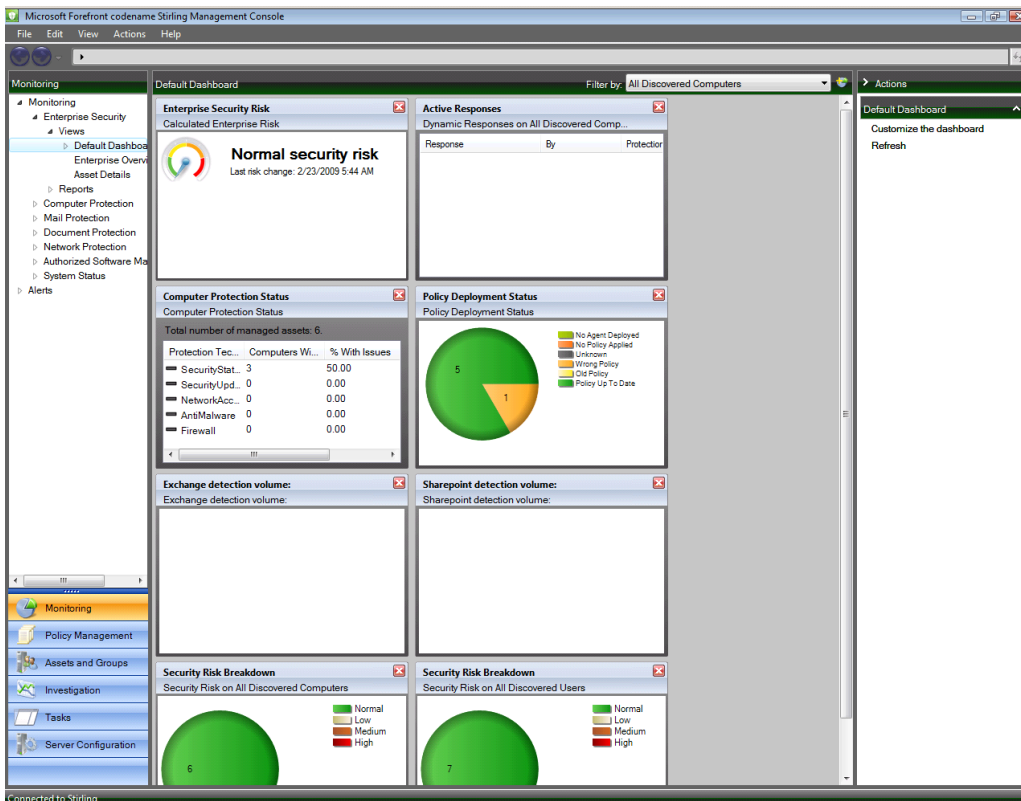 Microsoft Forefront codename Stirling Management Console
File Edit View Actions Help
Monitoring
Monitoring
Enterprise Security
Views
Default Dashboa
Enterprise Overvi
Asset Details
Reports
Computer Protection
Mail Protection
Document Protection
Network Protection
Authorized Software Ma
System Status
Alerts
Monitoring
Policy Management
Assets and Groups
Investigation
Tasks
Server Configuration
Default Dashboard Filter by: All Discovered Computers
Enterprise Security Risk
Calculated Enterprise Risk
Normal security risk
Last risk change: 2/23/2009 5:44 AM
Active Responses
Dynamic Responses on All Discovered Comp...
Response By Protection
Computer Protection Status
Computer Protection Status
Total number of managed assets: 6.
Protection Tec... Computers Wi... % With Issues
SecurityStat... 3 50.00
SecurityUpd... 0 0.00
NetworkAcc... 0 0.00
AntiMalware 0 0.00
Firewall 0 0.00
Policy Deployment Status
Policy Deployment Status
5
1
No Agent Deployed
No Policy Applied
Unknown
Wrong Policy
Old Policy
Policy Up To Date
Exchange detection volume:
Exchange detection volume:
Sharepoint detection volume:
Sharepoint detection volume:
Security Risk Breakdown
Security Risk on All Discovered Computers
6
Normal
Low
Medium
High
Security Risk Breakdown
Security Risk on All Discovered Users
7
Normal
Low
Medium
High
Actions
Default Dashboard
Customize the dashboard
Refresh
Connected to Stirling